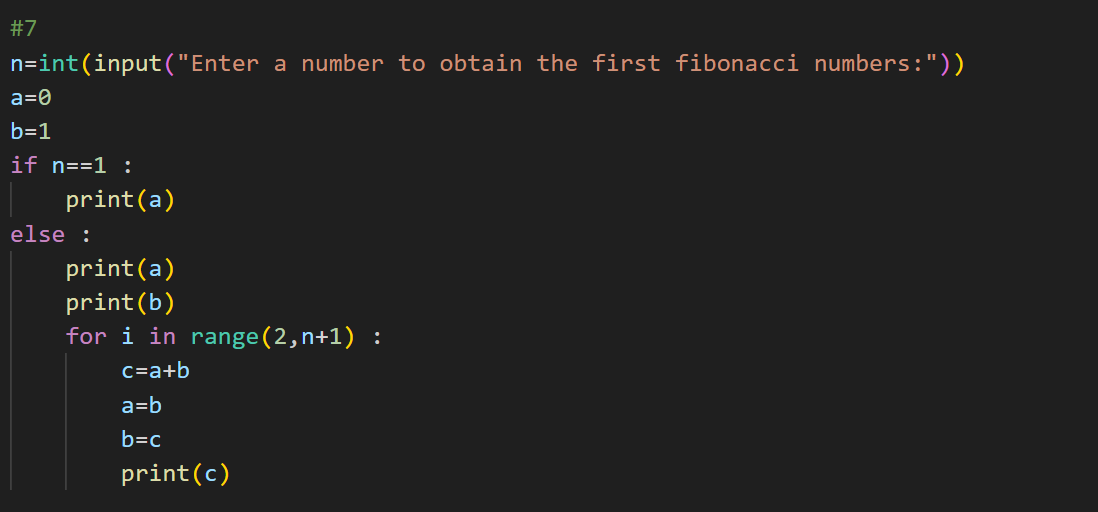 #7
n=int(input("Enter a number to obtain the first fibonacci numbers:"))
a=0
b=1
if n==1 :
    print(a)
else :
    print(a)
    print(b)
    for i in range(2,n+1) :
        c=a+b
        a=b
        b=c
        print(c)